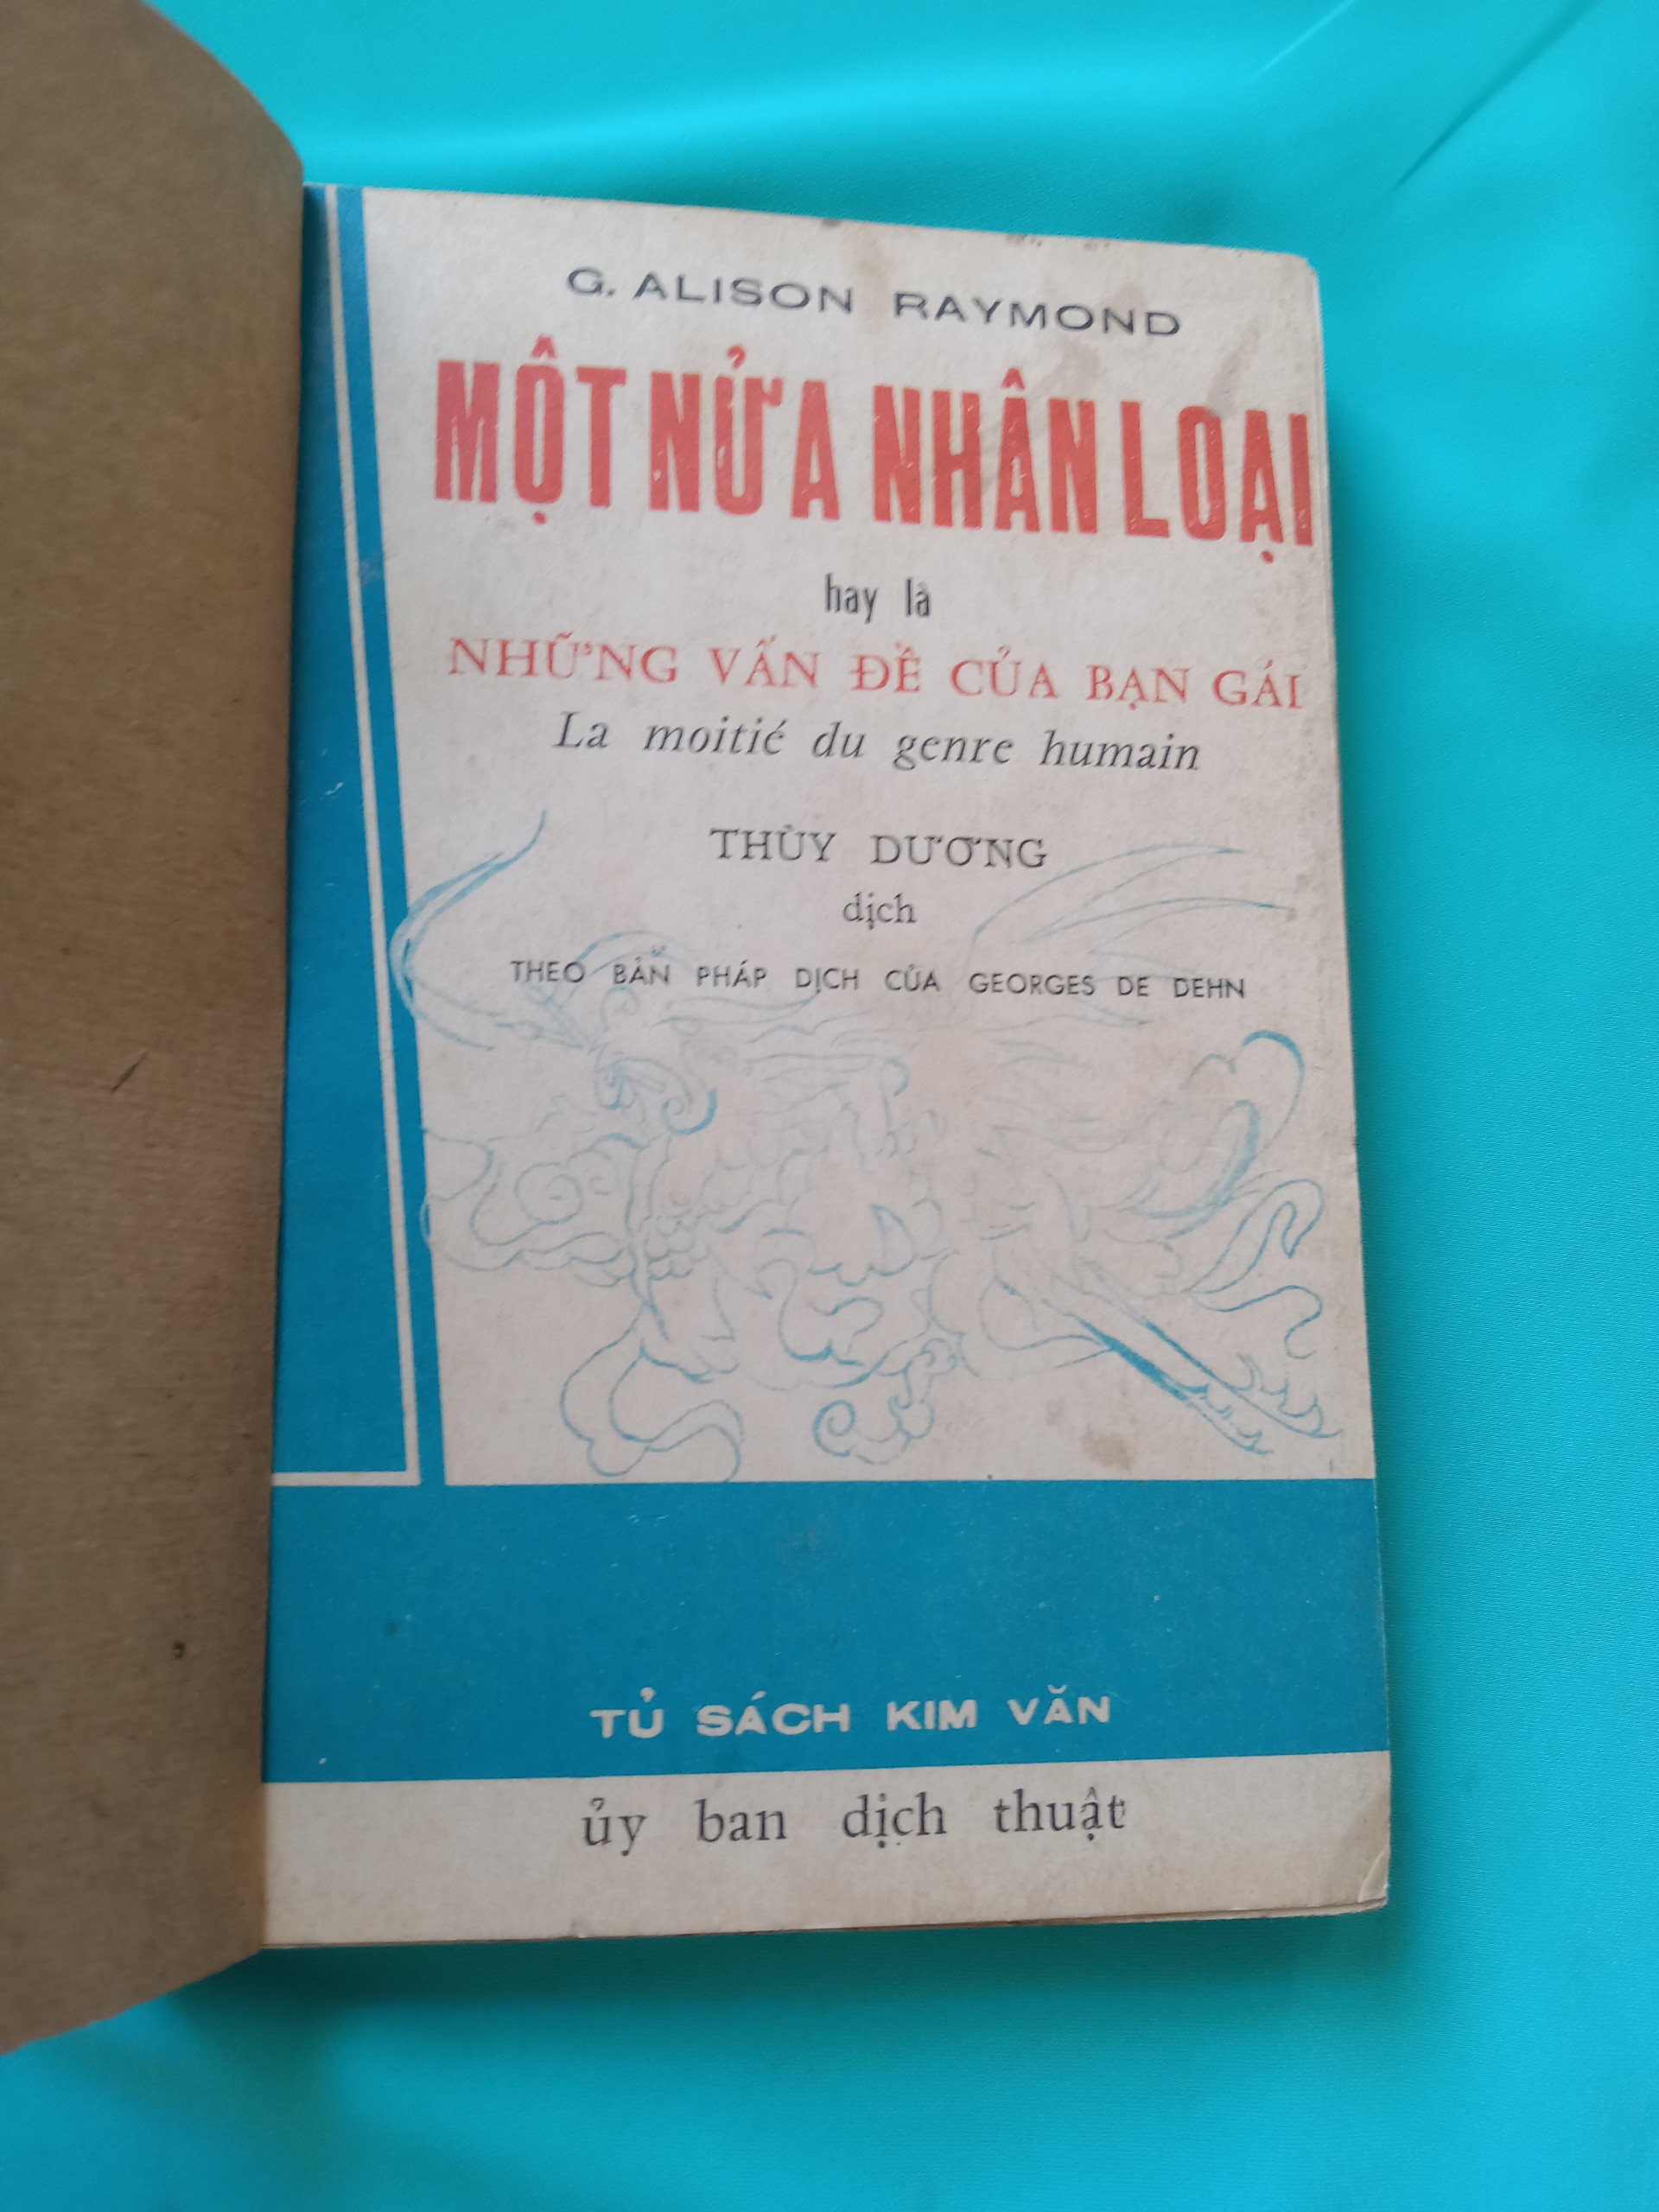 G. ALISON RAYMOND
MỘT NỬA NHÂN LOẠI
hay là
NHỮNG VẤN ĐỀ CỦA BẠN GÁI
La moitié du genre humain
THÙY DƯƠNG
dịch
THEO BẢN PHÁP DỊCH CỦA GEORGES DE DEHN
TỦ SÁCH KIM VĂN
ủy ban dịch thuật